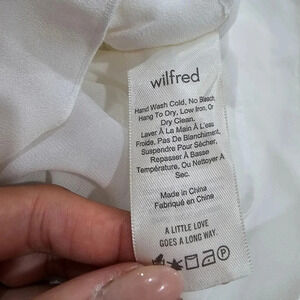 wilfred
Hand Wash Cold, No Bleach,
Hang To Dry, Low Iron, Or
Dry Clean.
Laver À La Main À L'eau
Froide, Pas De Blanchiment,
Suspendre Pour Sécher,
Repasser À Basse
Température, Ou Nettoyer À
Sec.
Made in China
Fabriqué en China
A LITTLE LOVE
GOES A LONG WAY.